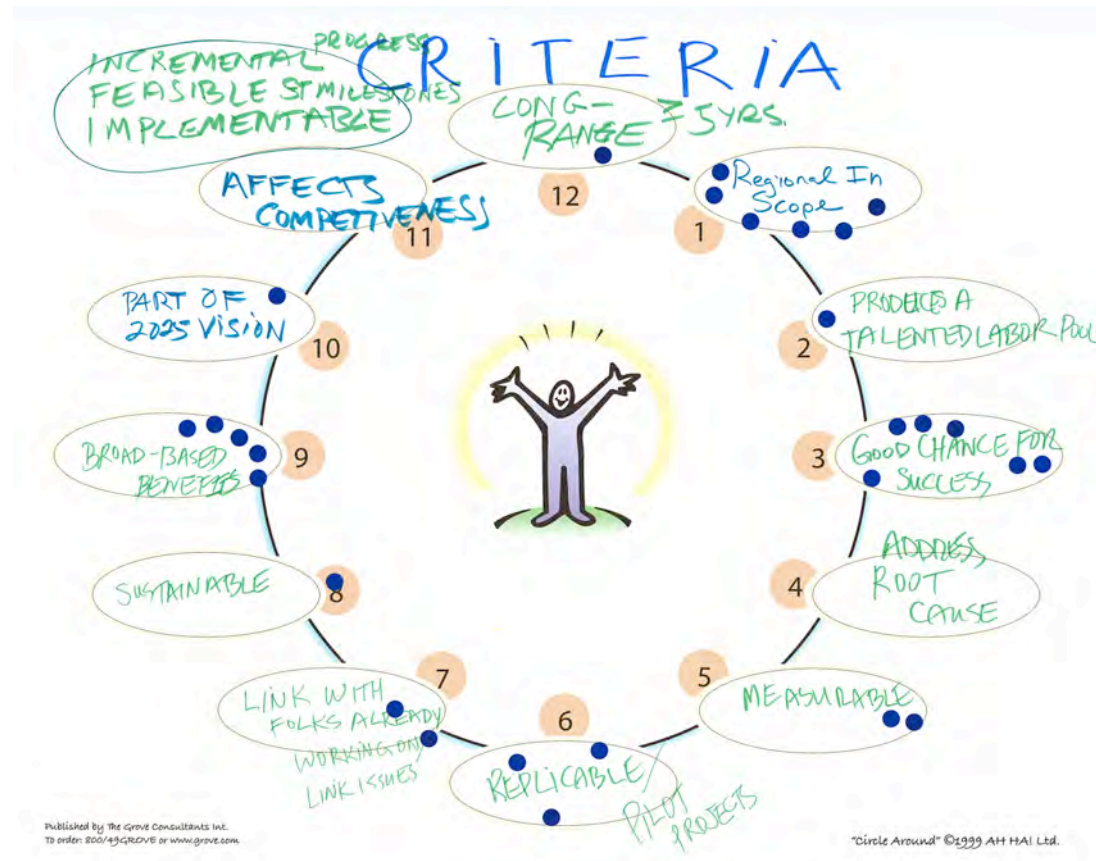 CRITERIA
INCREMENTAL PROGRESS
FEASIBLE ST MILESTONES
IMPLEMENTABLE
LONG-
RANGE ≥ 5YRS.
12
Regional In
Scope
1
PRODUCES A
TALENTED LABOR POOL
2
GOOD CHANCE FOR
SUCCESS
3
ADDRESS
ROOT
CAUSE
4
MEASURABLE
5
REPLICABLE/
PILOT
PROJECTS
6
LINK WITH
FOLKS ALREADY
WORKING ON
LINK ISSUES
7
SUSTAINABLE
8
BROAD-BASED
BENEFITS
9
PART OF
2025 VISION
10
AFFECTS
COMPETIVENESS
11
Published by The Grove Consultants Int.
To order: 800/49GROVE or www.grove.com
"Circle Around" ©1999 AH HA! Ltd.